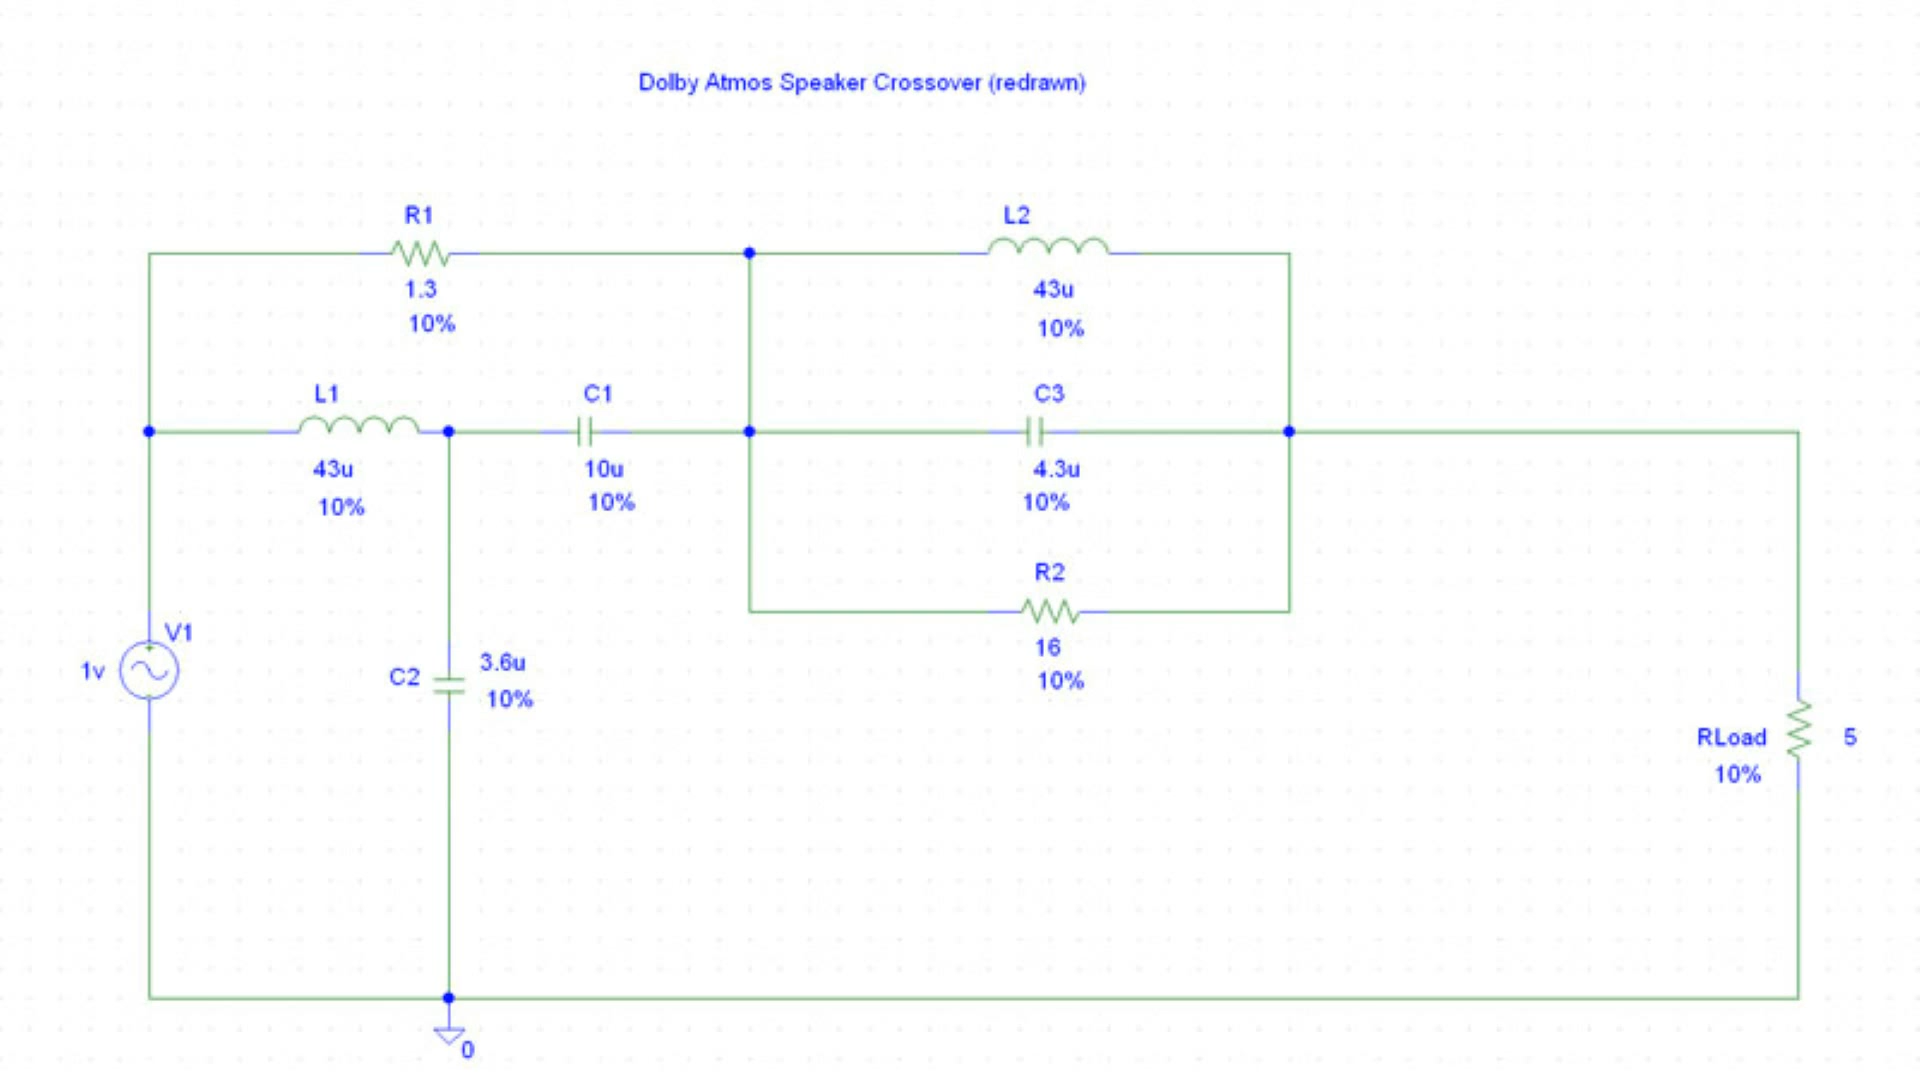 Dolby Atmos Speaker Crossover (redrawn)
R1
1.3
10%
L2
43u
10%
L1
43u
10%
C1
10u
10%
C3
4.3u
10%
R2
16
10%
V1
1v
C2
3.6u
10%
RLoad
10%
5
0